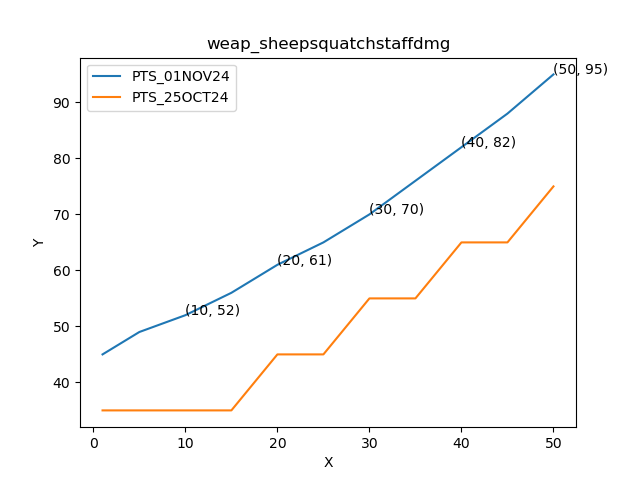 weap_sheepsquatchstaffdmg
PTS_01NOV24
PTS_25OCT24
(50, 95)
(40, 82)
(30, 70)
(20, 61)
(10, 52)
90
80
70
60
50
40
Y
0 10 20 30 40 50
X